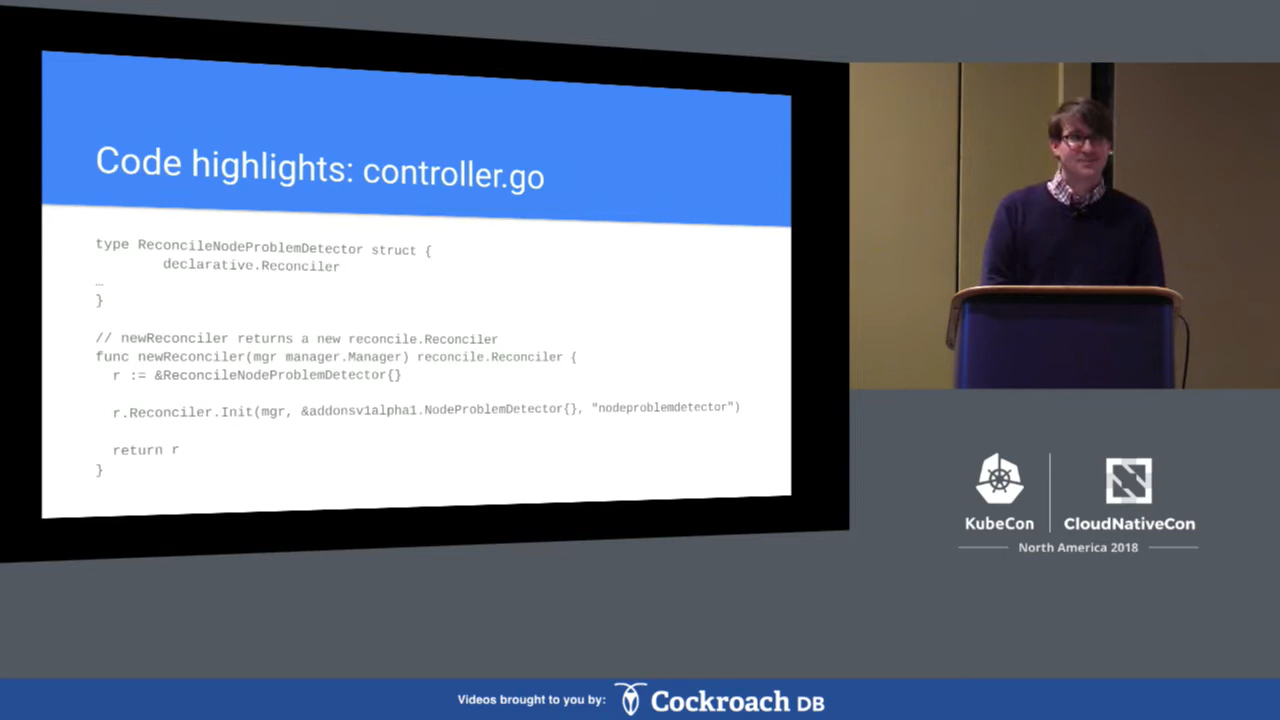 Code highlights: controller.go
type ReconcileNodeProblemDetector struct {
declarative.Reconciler
…
}
// newReconciler returns a new reconcile.Reconciler
func newReconciler(mgr manager.Manager) reconcile.Reconciler {
r := &ReconcileNodeProblemDetector{}
r.Reconciler.Init(mgr, &addonsv1alpha1.NodeProblemDetector{}, "nodeproblemdetector")
return r
}
KubeCon
CloudNativeCon
North America 2018
Videos brought to you by:
Cockroach DB